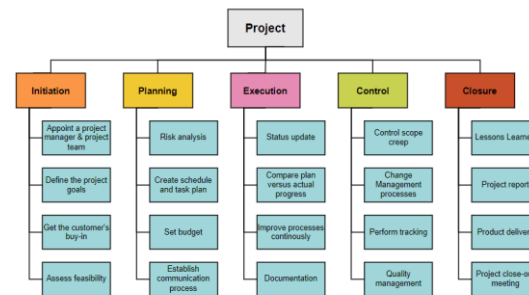 Project
Initiation
Appoint a project
manager & project
team
Define the project
goals
Get the customer's
buy-in
Assess feasibility
Planning
Risk analysis
Create schedule
and task plan
Set budget
Establish
communication
process
Execution
Status update
Compare plan
versus actual
progress
Improve processes
continously
Documentation
Control
Control scope
creep
Change
Management
processes
Perform tracking
Quality
management
Closure
Lessons Learne
Project report
Product deliver
Project close-o
meeting